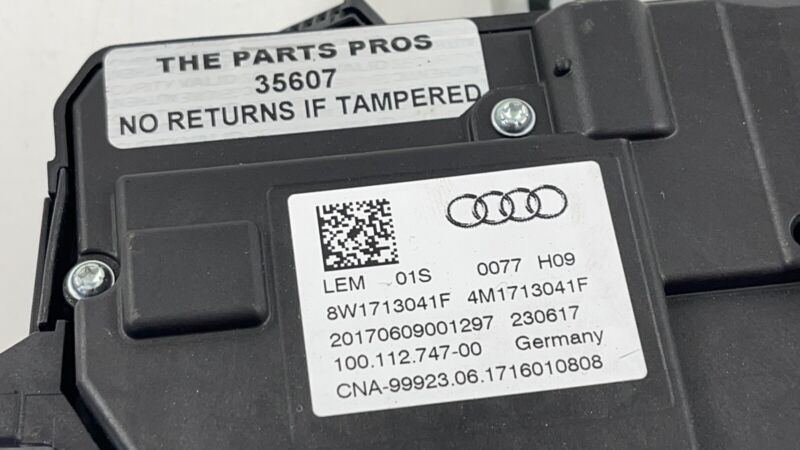 THE PARTS PROS
35607
NO RETURNS IF TAMPERED
LEM 01S 0077 H09
8W1713041F 4M1713041F
20170609001297 230617
100.112.747-00 Germany
CNA-99923.06.1716010808